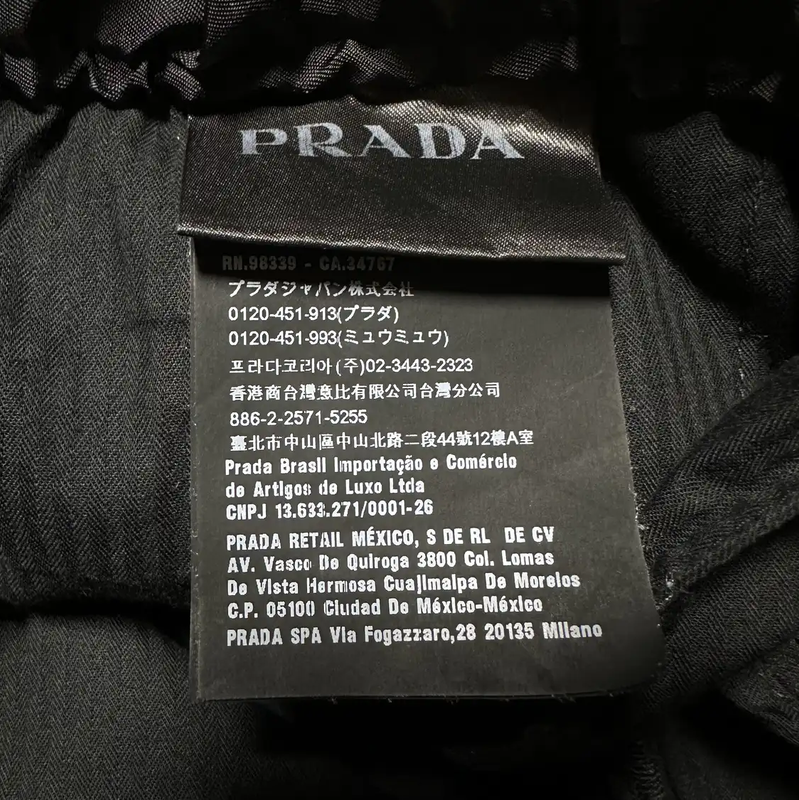 PRADA
RN.98339 - CA.34767
プラダジャパン株式会社
0120-451-913(プラダ)
0120-451-993(ミュウミュウ)
프라다코리아(주)02-3443-2323
香港商台灣意比有限公司台灣分公司
886-2-2571-5255
臺北市中山區中山北路二段44號12樓A室
Prada Brasil Importação e Comércio
de Artigos de Luxo Ltda
CNPJ 13.633.271/0001-26
PRADA RETAIL MÉXICO, S DE RL DE CV
AV. Vasco De Quiroga 3800 Col. Lomas
De Vista Hermosa Cuajimalpa De Morelos
C.P. 05100 Ciudad De México-México
PRADA SPA Via Fogazzaro,28 20135 Milano